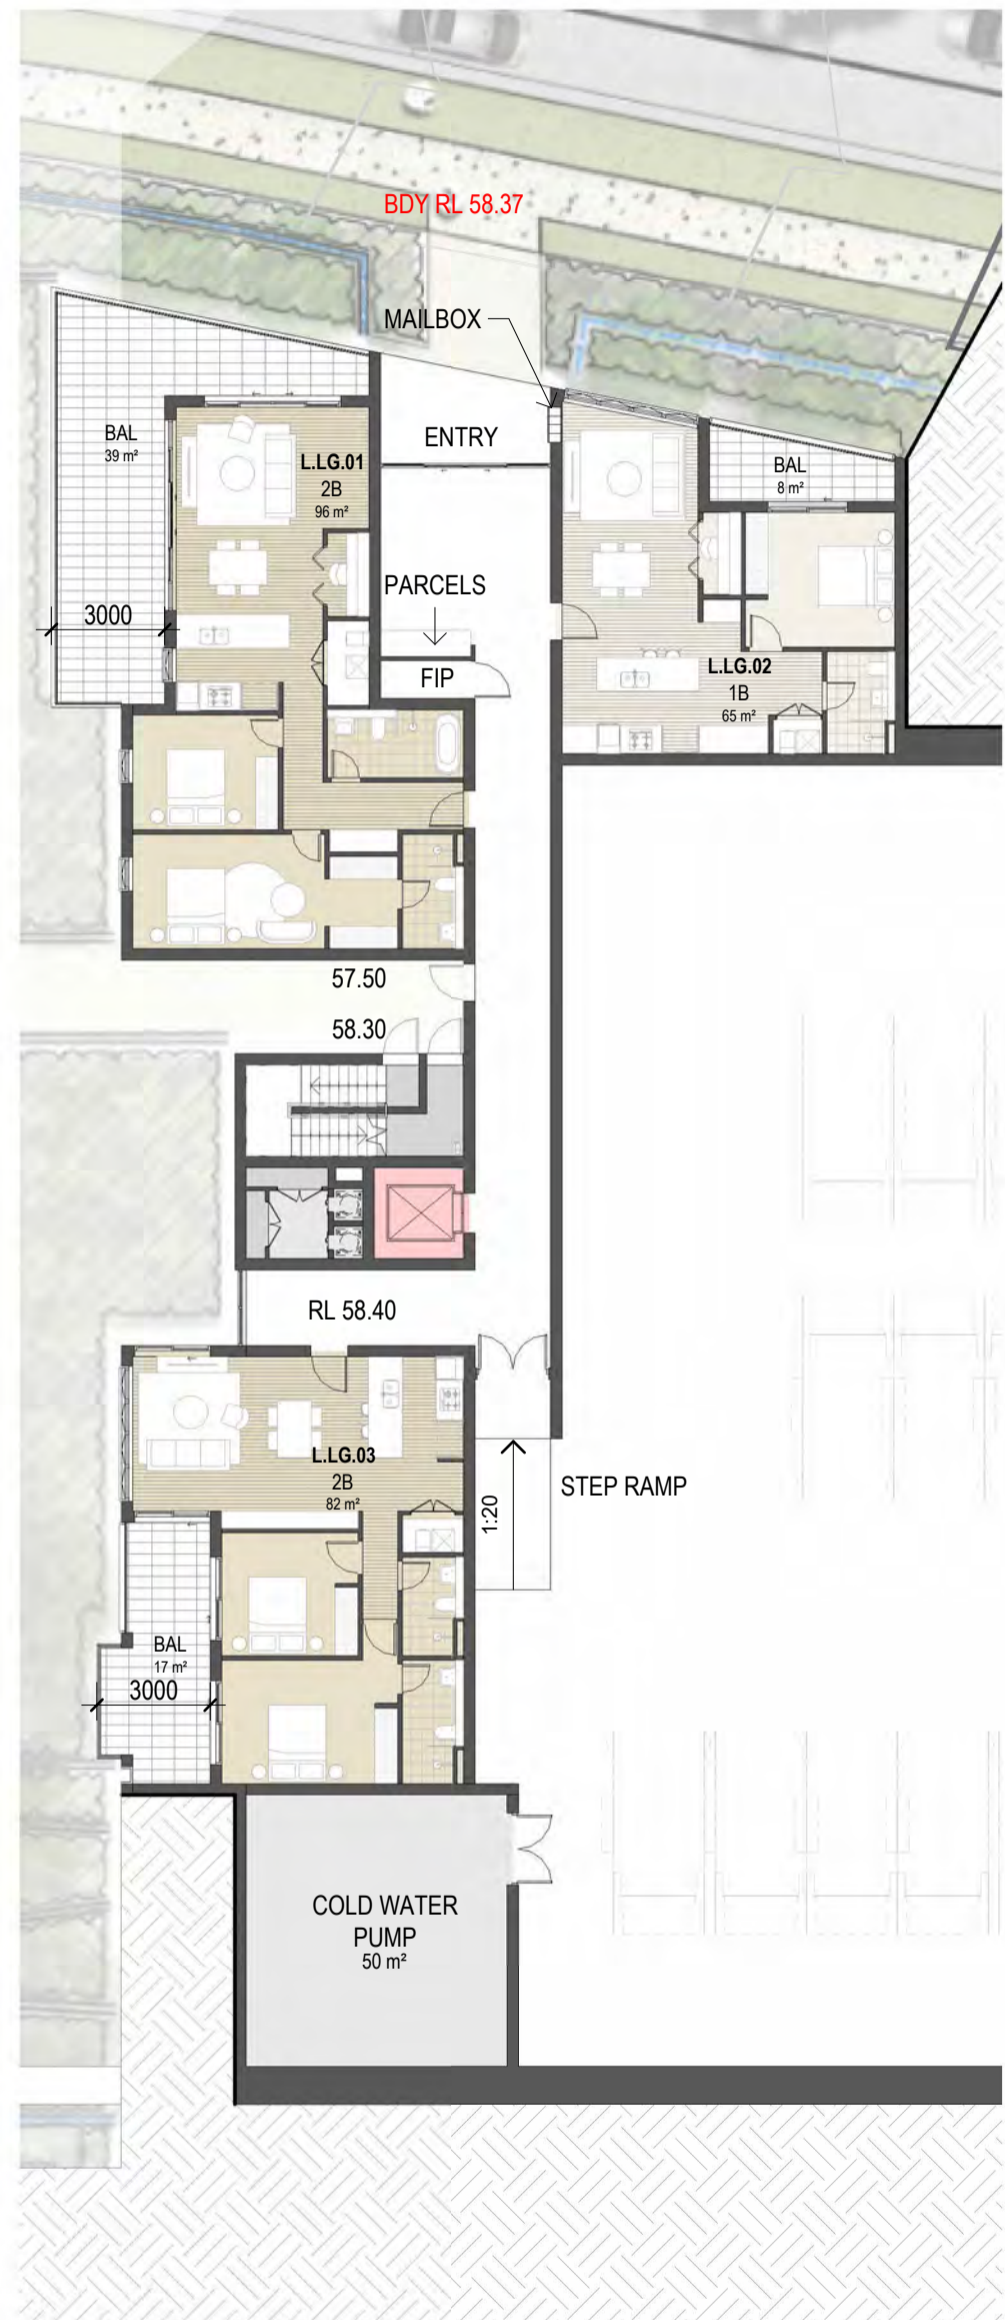 BDY RL 58.37
MAILBOX
ENTRY
BAL
39 m²
L.LG.01
2B
96 m²
BAL
8 m²
3000
PARCELS
FIP
L.LG.02
1B
65 m²
57.50
58.30
RL 58.40
L.LG.03
2B
82 m²
STEP RAMP
1:20
BAL
17 m²
3000
COLD WATER
PUMP
50 m²